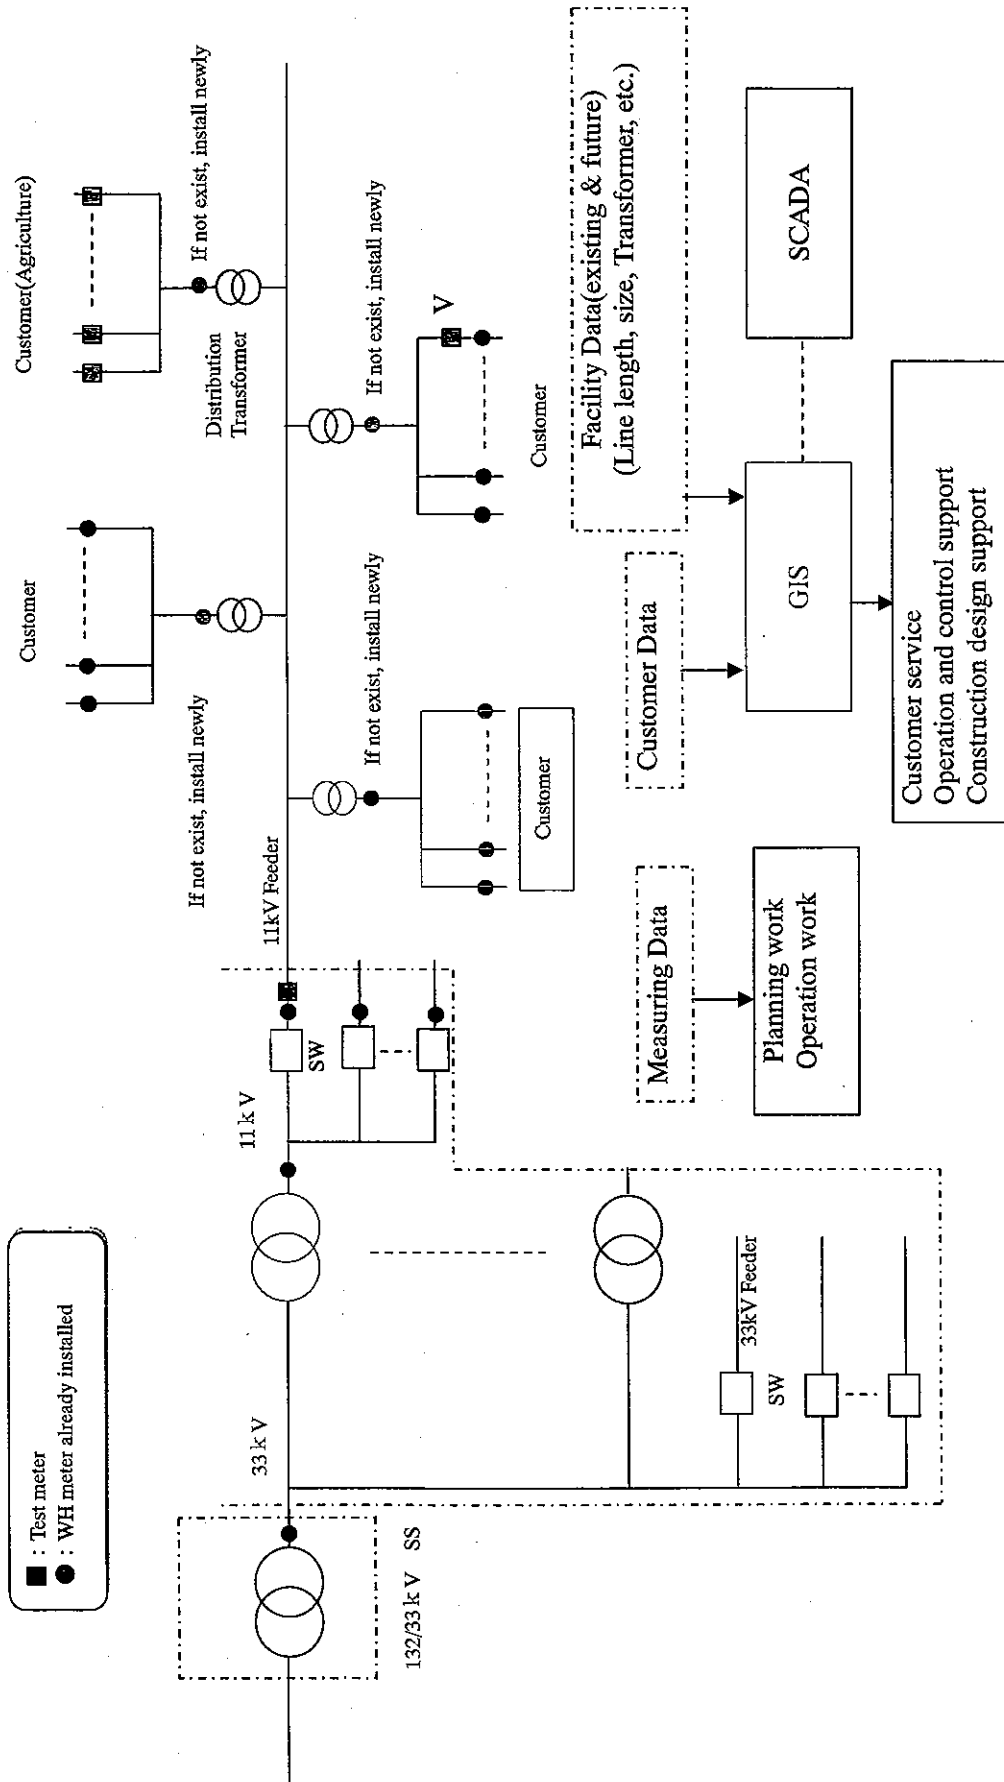 : Test meter
: WH meter already installed
132/33 k V   SS
33 k V
11 k V
SW
33kV Feeder
SW
11kV Feeder
If not exist, install newly
Customer
If not exist, install newly
Customer
Distribution
Transformer
Customer(Agriculture)
If not exist, install newly
If not exist, install newly
V
Customer
Measuring Data
Planning work
Operation work
Customer Data
Facility Data(existing & future)
(Line length, size, Transformer, etc.)
GIS
SCADA
Customer service
Operation and control support
Construction design support